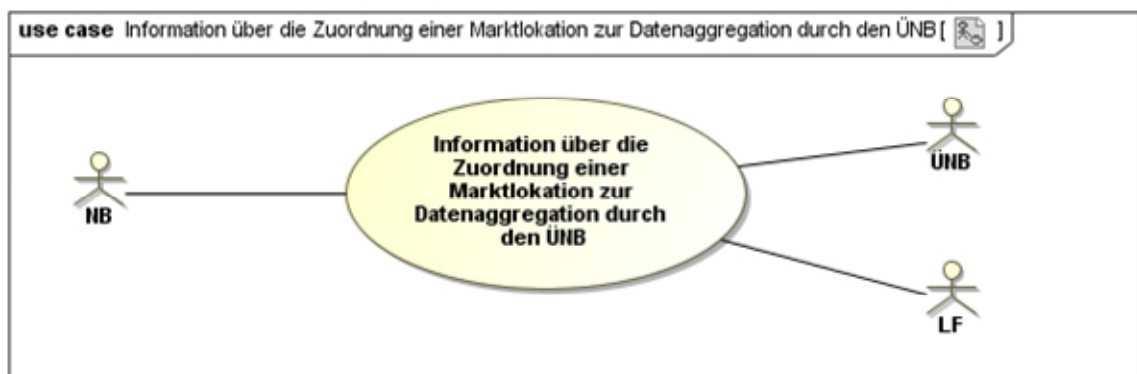 use case Information über die Zuordnung einer Marktlokation zur Datenaggregation durch den ÜNB [ ]
Information über die
Zuordnung einer
Marktlokation zur
Datenaggregation durch
den ÜNB
NB
ÜNB
LF